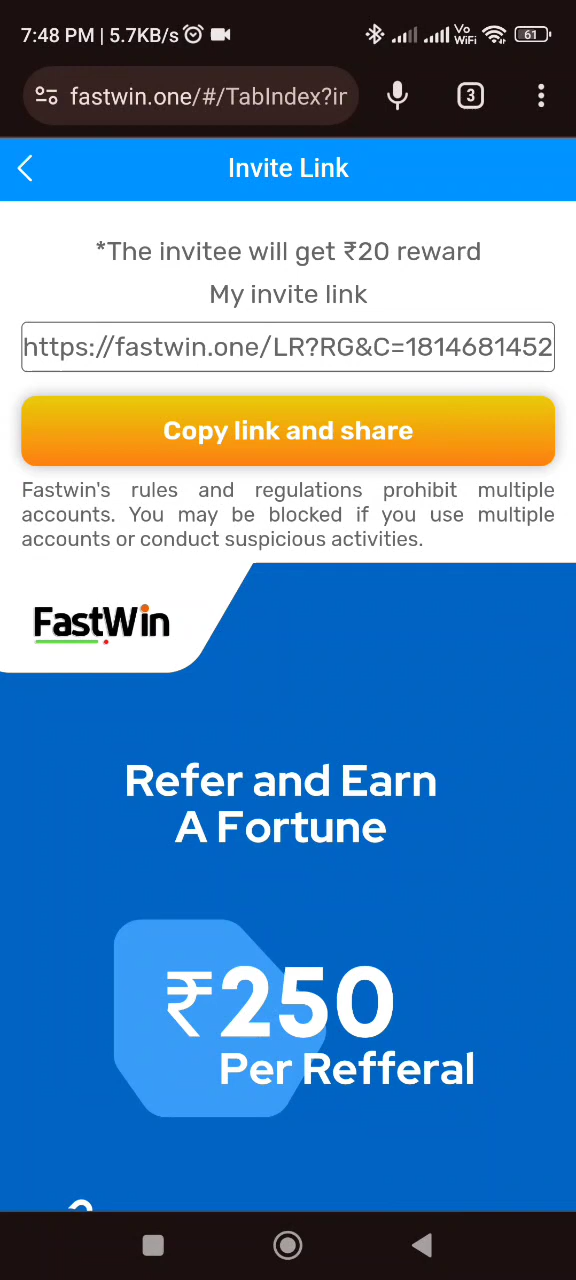 7:48 PM | 5.7KB/s
Vo
WiFi
61
fastwin.one/#/TabIndex?ir
3
Invite Link
*The invitee will get ₹20 reward
My invite link
https://fastwin.one/LR?RG&C=1814681452
Copy link and share
Fastwin's rules and regulations prohibit multiple
accounts. You may be blocked if you use multiple
accounts or conduct suspicious activities.
FastWin
Refer and Earn
A Fortune
₹250
Per Refferal